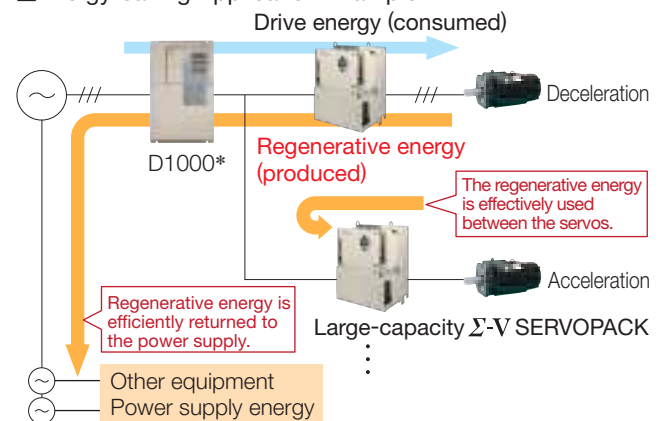 Drive energy (consumed)
Deceleration
D1000*
Regenerative energy
(produced)
The regenerative energy
is effectively used
between the servos.
Acceleration
Regenerative energy is
efficiently returned to
the power supply.
Large-capacity Σ-V SERVOPACK
Other equipment
Power supply energy